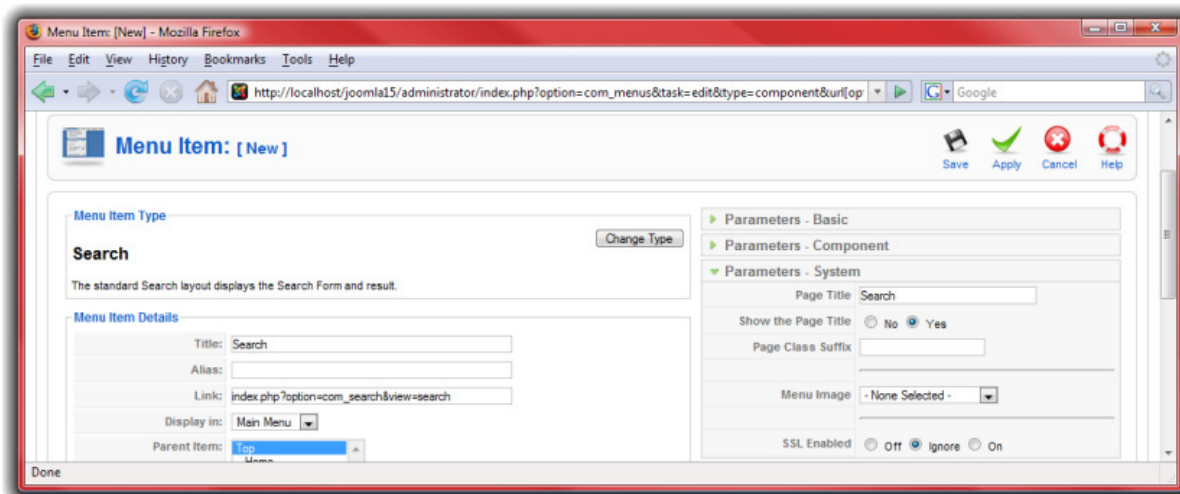 Menu Item: [New] - Mozilla Firefox
File Edit View History Bookmarks Tools Help
http://localhost/joomla15/administrator/index.php?option=com_menus&task=edit&type=component&url[op
Google
Menu Item: [ New ]
Save Apply Cancel Help
Menu Item Type
Change Type
Search
The standard Search layout displays the Search Form and result.
Menu Item Details
Title: Search
Alias:
Link: index.php?option=com_search&view=search
Display in: Main Menu
Parent Item: Top
Home
Parameters - Basic
Parameters - Component
Parameters - System
Page Title Search
Show the Page Title No Yes
Page Class Suffix
Menu Image - None Selected -
SSL Enabled Off Ignore On
Done